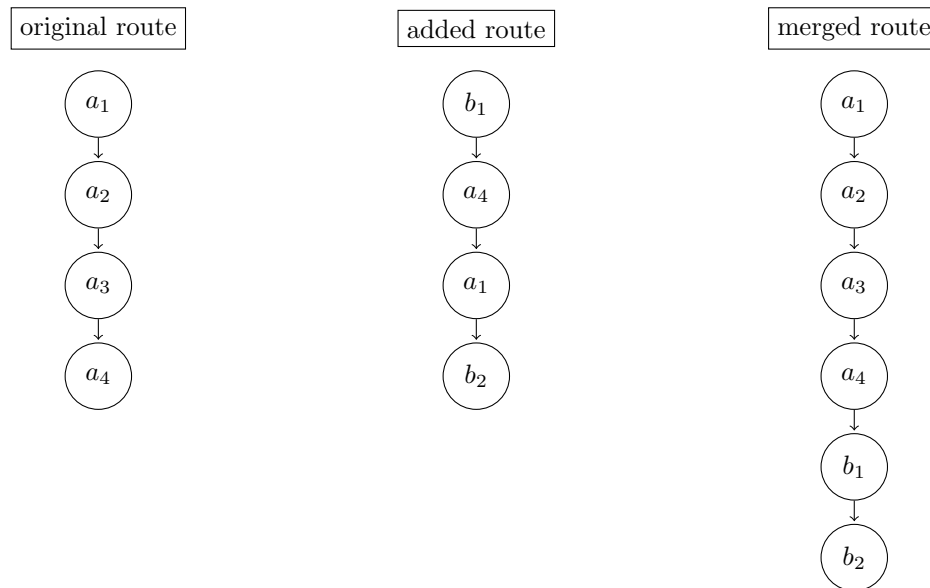 original route
added route
merged route
a₁
b₁
a₁
a₂
a₄
a₂
a₃
a₁
a₃
a₄
b₂
a₄
b₁
b₂